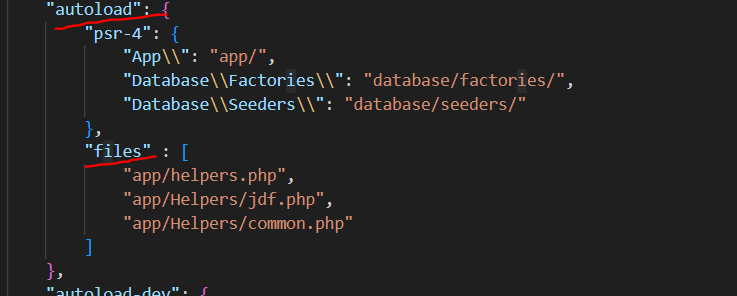 "autoload": {
"psr-4": {
"App\\": "app/",
"Database\\Factories\\": "database/factories/",
"Database\\Seeders\\": "database/seeders/"
},
"files" : [
"app/helpers.php",
"app/Helpers/jdf.php",
"app/Helpers/common.php"
]
},
"autoload-dev": {